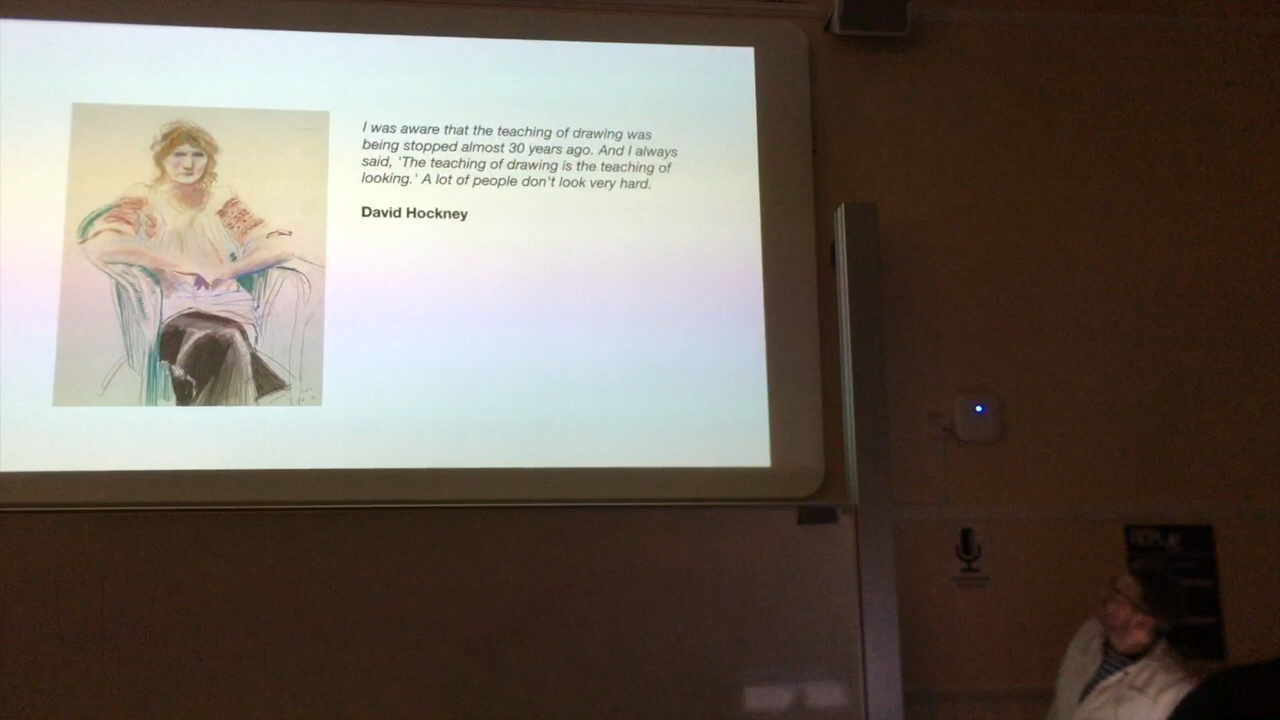 I was aware that the teaching of drawing was
being stopped almost 30 years ago. And I always
said, 'The teaching of drawing is the teaching of
looking.' A lot of people don't look very hard.
David Hockney